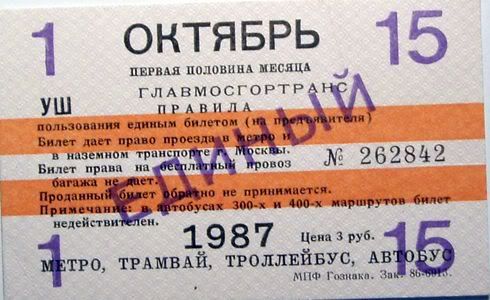 1 ОКТЯБРЬ 15
ПЕРВАЯ ПОЛОВИНА МЕСЯЦА
ГЛАВМОСГОРТРАНС
УШ ПРАВИЛА
пользования единым билетом (на предъявителя)
Билет дает право проезда в метро и
в наземном транспорте г. Москвы.
Билет права на бесплатный провоз
багажа не дает.
№ 262842
Проданный билет обратно не принимается.
Примечание: в автобусах 300-х и 400-х маршрутов билет
недействителен.
ЕДИНЫЙ
1 1987 Цена 3 руб. 15
МЕТРО, ТРАМВАЙ, ТРОЛЛЕЙБУС, АВТОБУС
МПФ Гознака. Зак.